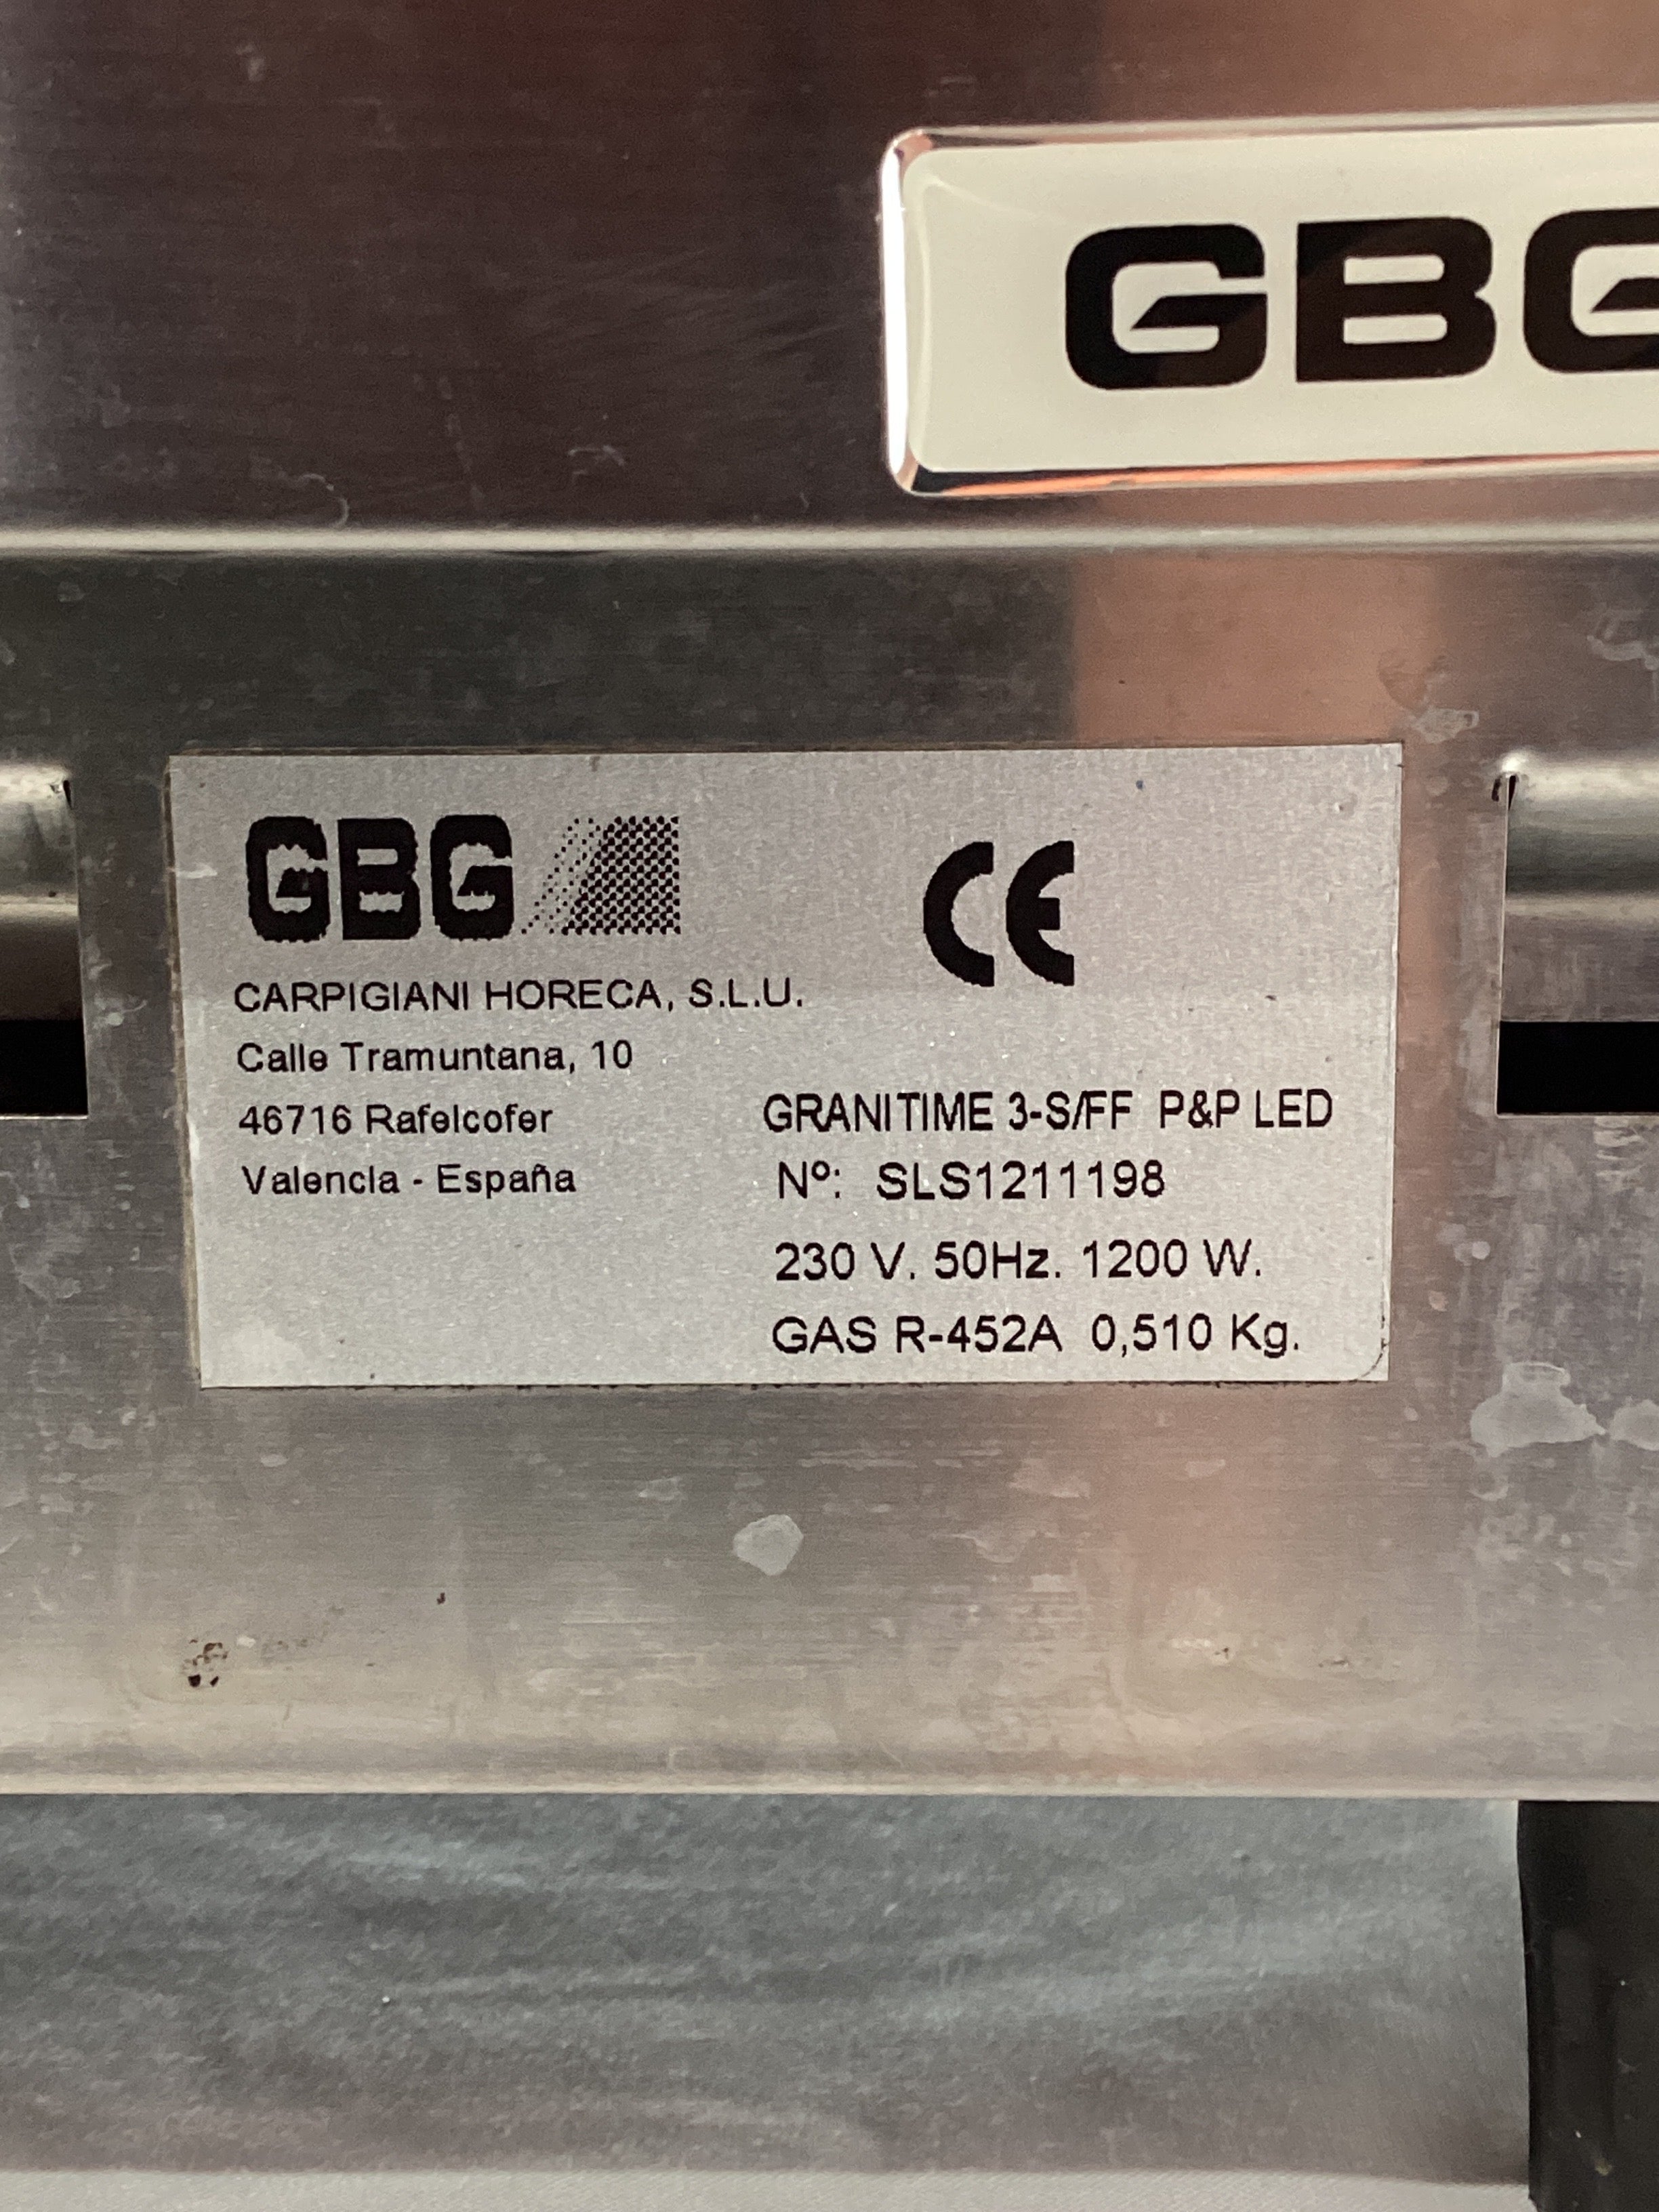 GBG
GBG
CE
CARPIGIANI HORECA, S.L.U.
Calle Tramuntana, 10
46716 Rafelcofer
Valencia - España
GRANITIME 3-S/FF P&P LED
Nº: SLS1211198
230 V. 50Hz. 1200 W.
GAS R-452A 0,510 Kg.